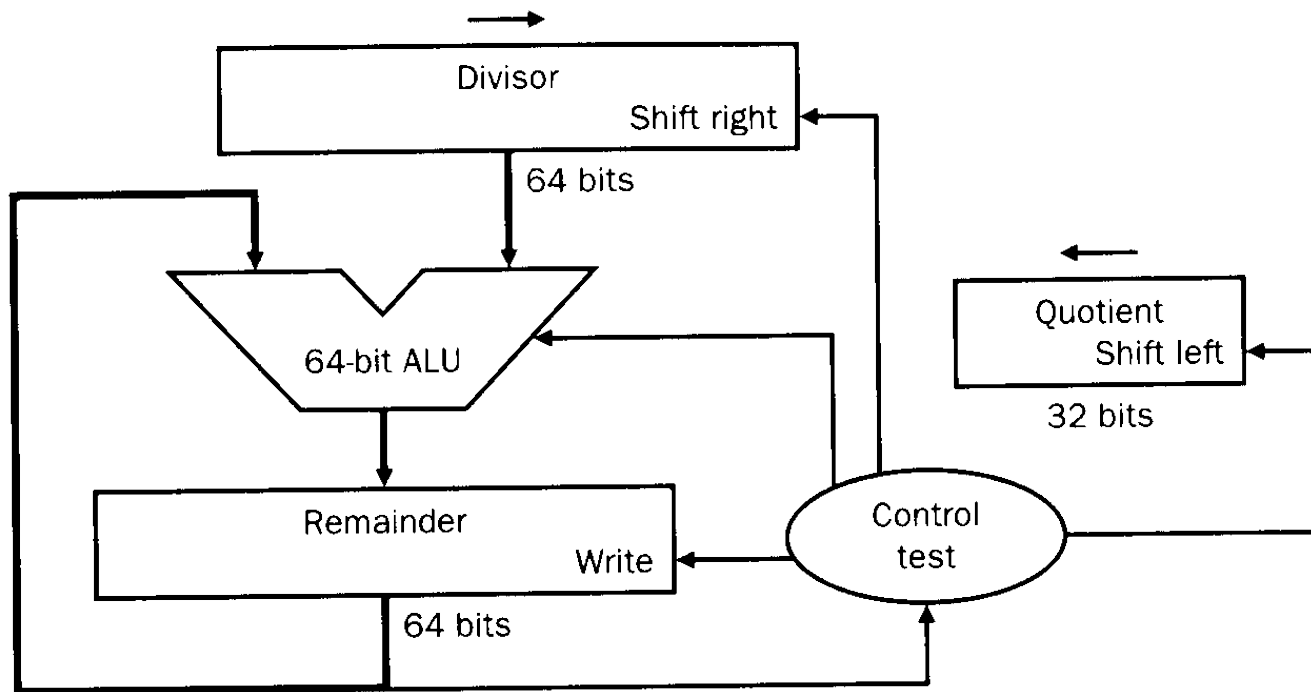 Divisor
Shift right
64 bits
64-bit ALU
Quotient
Shift left
32 bits
Remainder
Write
64 bits
Control
test